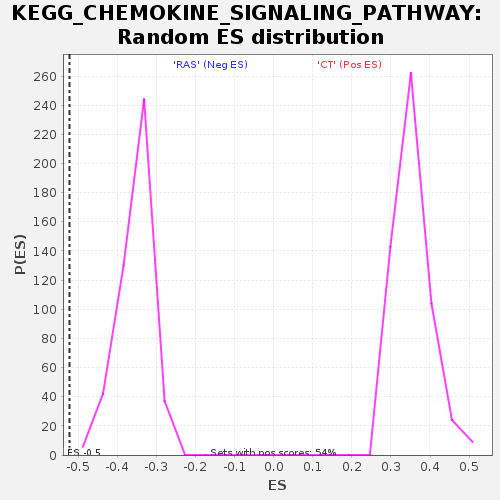 KEGG_CHEMOKINE_SIGNALING_PATHWAY:
Random ES distribution
'RAS' (Neg ES) 'CT' (Pos ES)
260
240
220
200
180
160
140
120
100
80
60
40
20
0
P(ES)
ES -0.5 Sets with pos scores: 54%
-0.5 -0.4 -0.3 -0.2 -0.1 0.0 0.1 0.2 0.3 0.4 0.5
ES